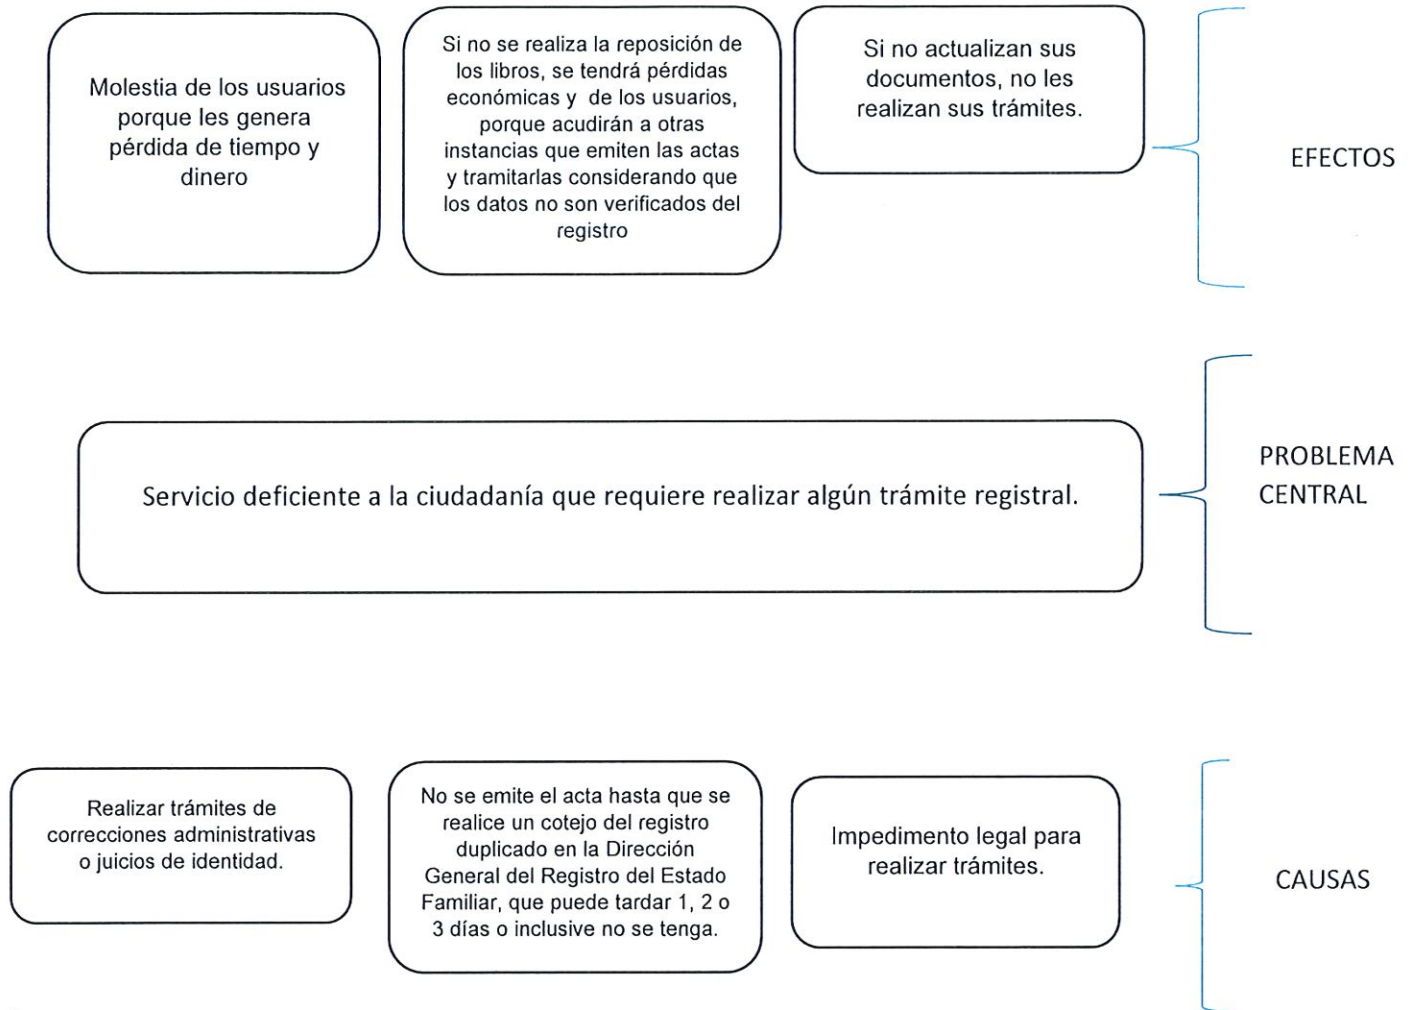 Molestia de los usuarios
porque les genera
pérdida de tiempo y
dinero
Si no se realiza la reposición de
los libros, se tendrá pérdidas
económicas y de los usuarios,
porque acudirán a otras
instancias que emiten las actas
y tramitarlas considerando que
los datos no son verificados del
registro
Si no actualizan sus
documentos, no les
realizan sus trámites.
EFECTOS
Servicio deficiente a la ciudadanía que requiere realizar algún trámite registral.
PROBLEMA
CENTRAL
Realizar trámites de
correcciones administrativas
o juicios de identidad.
No se emite el acta hasta que se
realice un cotejo del registro
duplicado en la Dirección
General del Registro del Estado
Familiar, que puede tardar 1, 2 o
3 días o inclusive no se tenga.
Impedimento legal para
realizar trámites.
CAUSAS